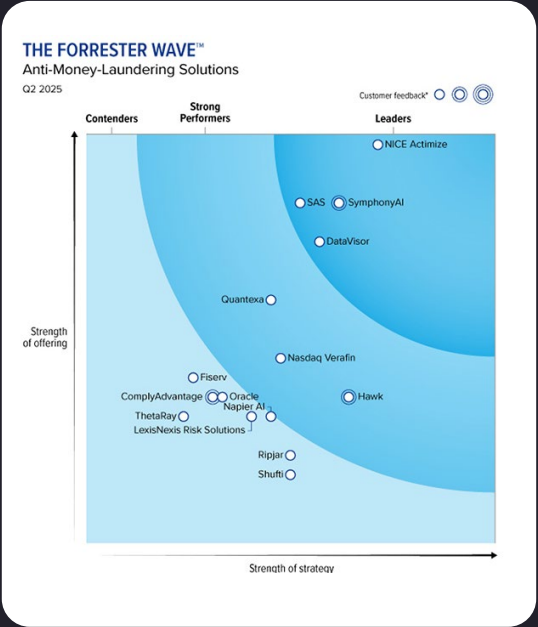 THE FORRESTER WAVE™
Anti-Money-Laundering Solutions
Q2 2025
Customer feedback*
Contenders
Strong
Performers
Leaders
NICE Actimize
SAS
SymphonyAI
DataVisor
Quantexa
Strength
of offering
Nasdaq Verafin
Fiserv
ComplyAdvantage
Oracle
Hawk
Napier AI
ThetaRay
LexisNexis Risk Solutions
Ripjar
Shufti
Strength of strategy